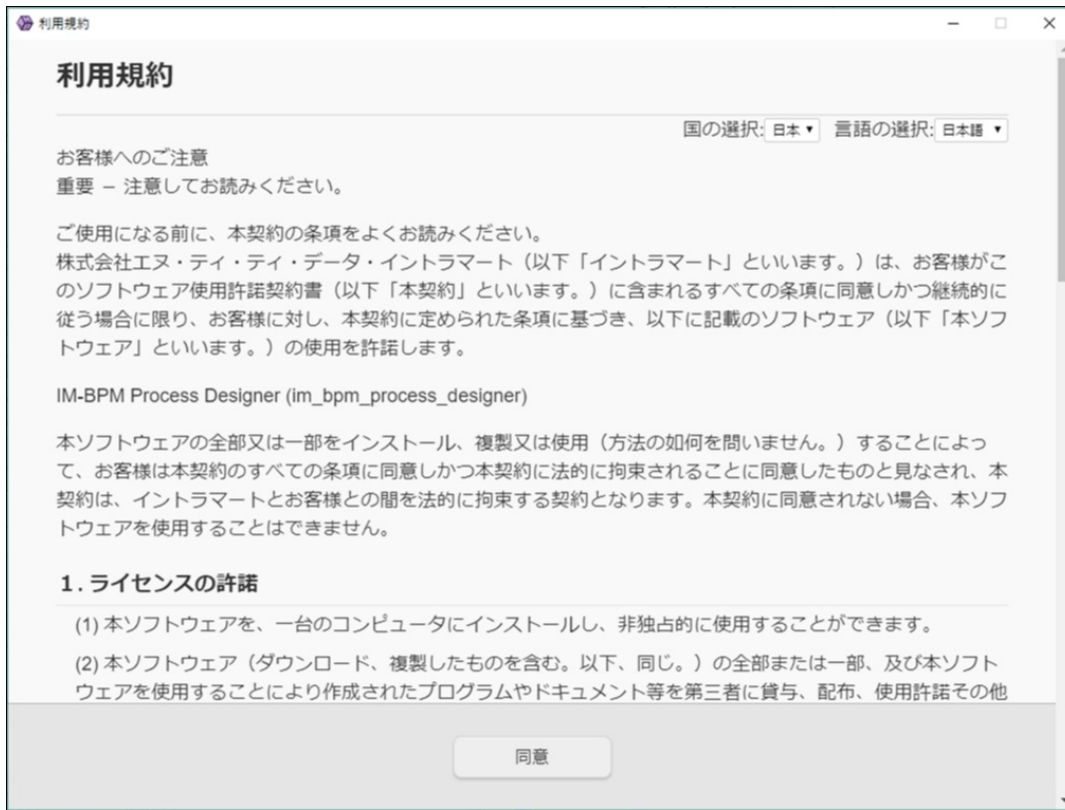 利用規約
利用規約
国の選択: 日本 言語の選択: 日本語
お客様へのご注意
重要 – 注意してお読みください。
ご使用になる前に、本契約の条項をよくお読みください。
株式会社エヌ・ティ・ティ・データ・イントラマート（以下「イントラマート」といいます。）は、お客様がこ
のソフトウェア使用許諾契約書（以下「本契約」といいます。）に含まれるすべての条項に同意しかつ継続的に
従う場合に限り、お客様に対し、本契約に定められた条項に基づき、以下に記載のソフトウェア（以下「本ソフ
トウェア」といいます。）の使用を許諾します。
IM-BPM Process Designer (im_bpm_process_designer)
本ソフトウェアの全部又は一部をインストール、複製又は使用（方法の如何を問いません。）することによっ
て、お客様は本契約のすべての条項に同意しかつ本契約に法的に拘束されることに同意したものと見なされ、本
契約は、イントラマートとお客様との間を法的に拘束する契約となります。本契約に同意されない場合、本ソフ
トウェアを使用することはできません。
1. ライセンスの許諾
(1) 本ソフトウェアを、一台のコンピュータにインストールし、非独占的に使用することができます。
(2) 本ソフトウェア（ダウンロード、複製したものを含む。以下、同じ。）の全部または一部、及び本ソフト
ウェアを使用することにより作成されたプログラムやドキュメント等を第三者に貸与、配布、使用許諾その他
同意